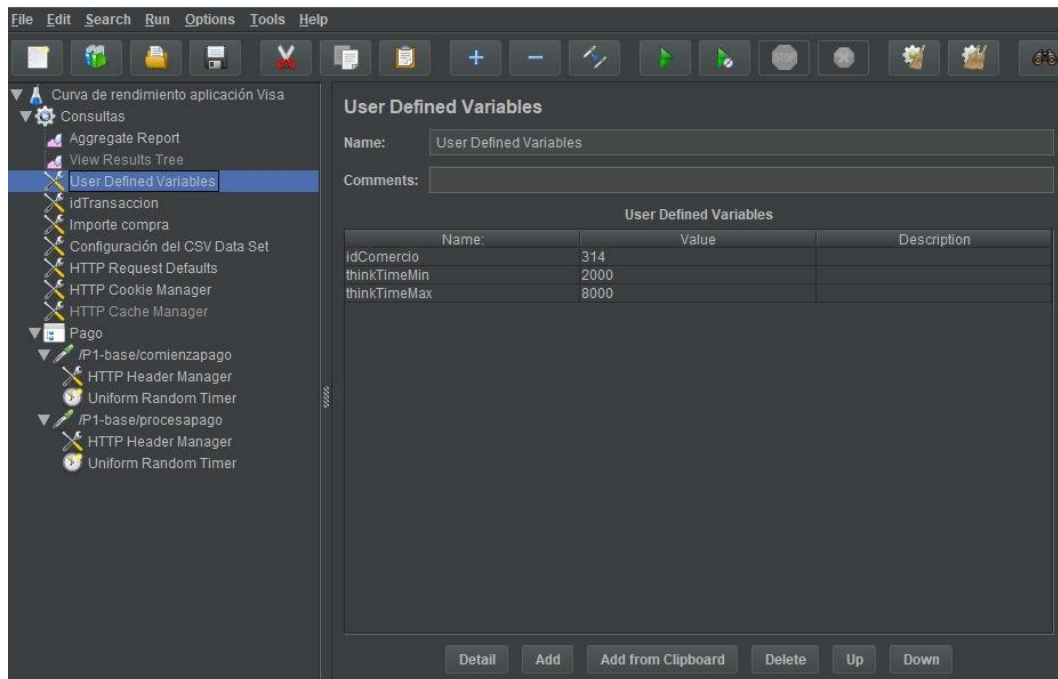 File Edit Search Run Options Tools Help
STOP
Curva de rendimiento aplicación Visa
Consultas
Aggregate Report
View Results Tree
User Defined Variables
idTransaccion
Importe compra
Configuración del CSV Data Set
HTTP Request Defaults
HTTP Cookie Manager
HTTP Cache Manager
Pago
/P1-base/comienzapago
HTTP Header Manager
Uniform Random Timer
/P1-base/procesapago
HTTP Header Manager
Uniform Random Timer
User Defined Variables
Name: User Defined Variables
Comments:
User Defined Variables
Name: Value Description
idComercio 314
thinkTimeMin 2000
thinkTimeMax 8000
Detail Add Add from Clipboard Delete Up Down